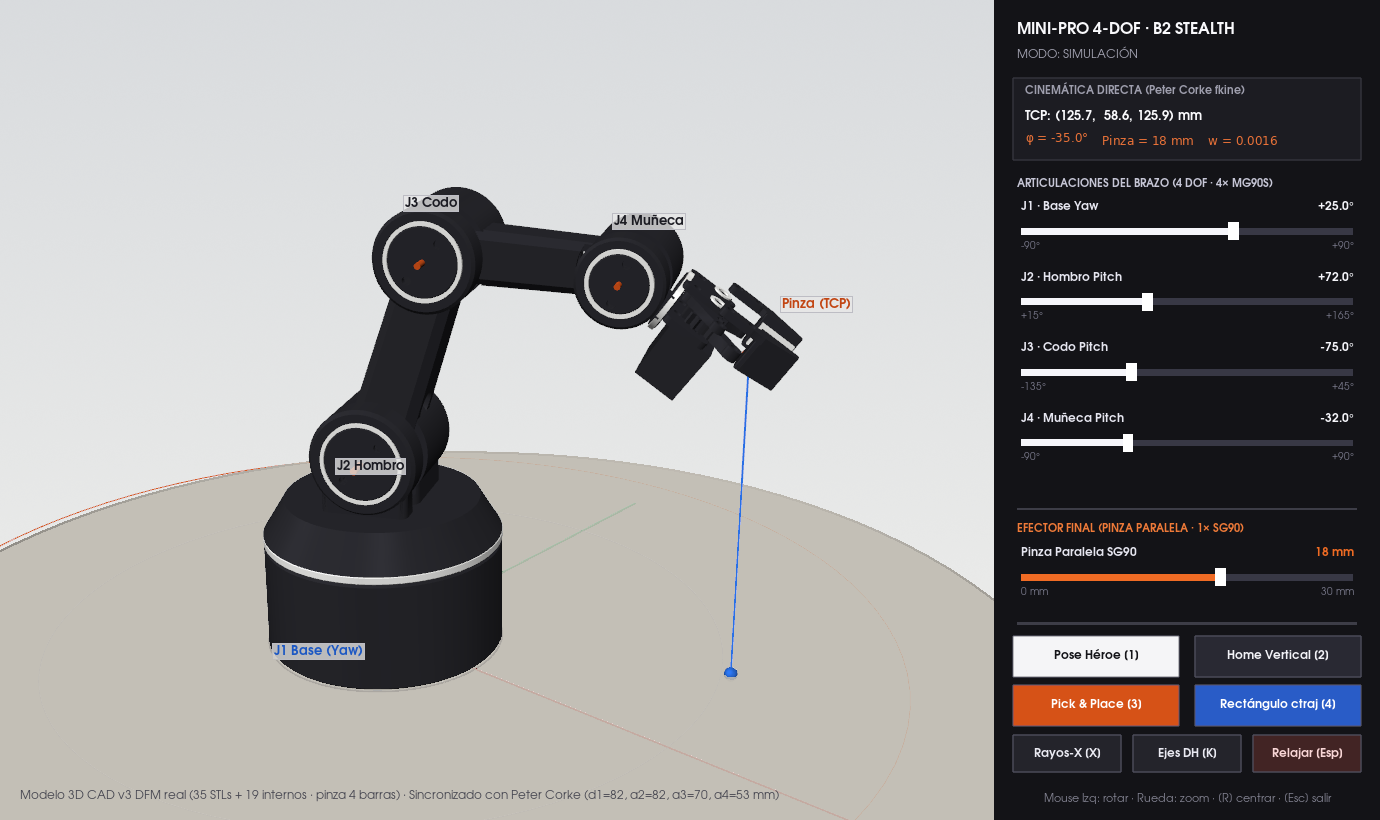 J3 Codo
J4 Muñeca
Pinza (TCP)
J2 Hombro
J1 Base (Yaw)
Modelo 3D CAD v3 DFM real (35 STLs + 19 internos · pinza 4 barras) · Sincronizado con Peter Corke (d1=82, a2=82, a3=70, a4=53 mm)
MINI-PRO 4-DOF · B2 STEALTH
MODO: SIMULACIÓN
CINEMÁTICA DIRECTA (Peter Corke fkine)
TCP: (125.7, 58.6, 125.9) mm
φ = -35.0° Pinza = 18 mm w = 0.0016
ARTICULACIONES DEL BRAZO (4 DOF · 4× MG90S)
J1 · Base Yaw +25.0°
-90° +90°
J2 · Hombro Pitch +72.0°
+15° +165°
J3 · Codo Pitch -75.0°
-135° +45°
J4 · Muñeca Pitch -32.0°
-90° +90°
EFECTOR FINAL (PINZA PARALELA · 1× SG90)
Pinza Paralela SG90 18 mm
0 mm 30 mm
Pose Héroe [1] Home Vertical [2]
Pick & Place [3] Rectángulo ctraj [4]
Rayos-X [X] Ejes DH [K] Relajar [Esp]
Mouse Izq: rotar · Rueda: zoom · [R] centrar · [Esc] salir